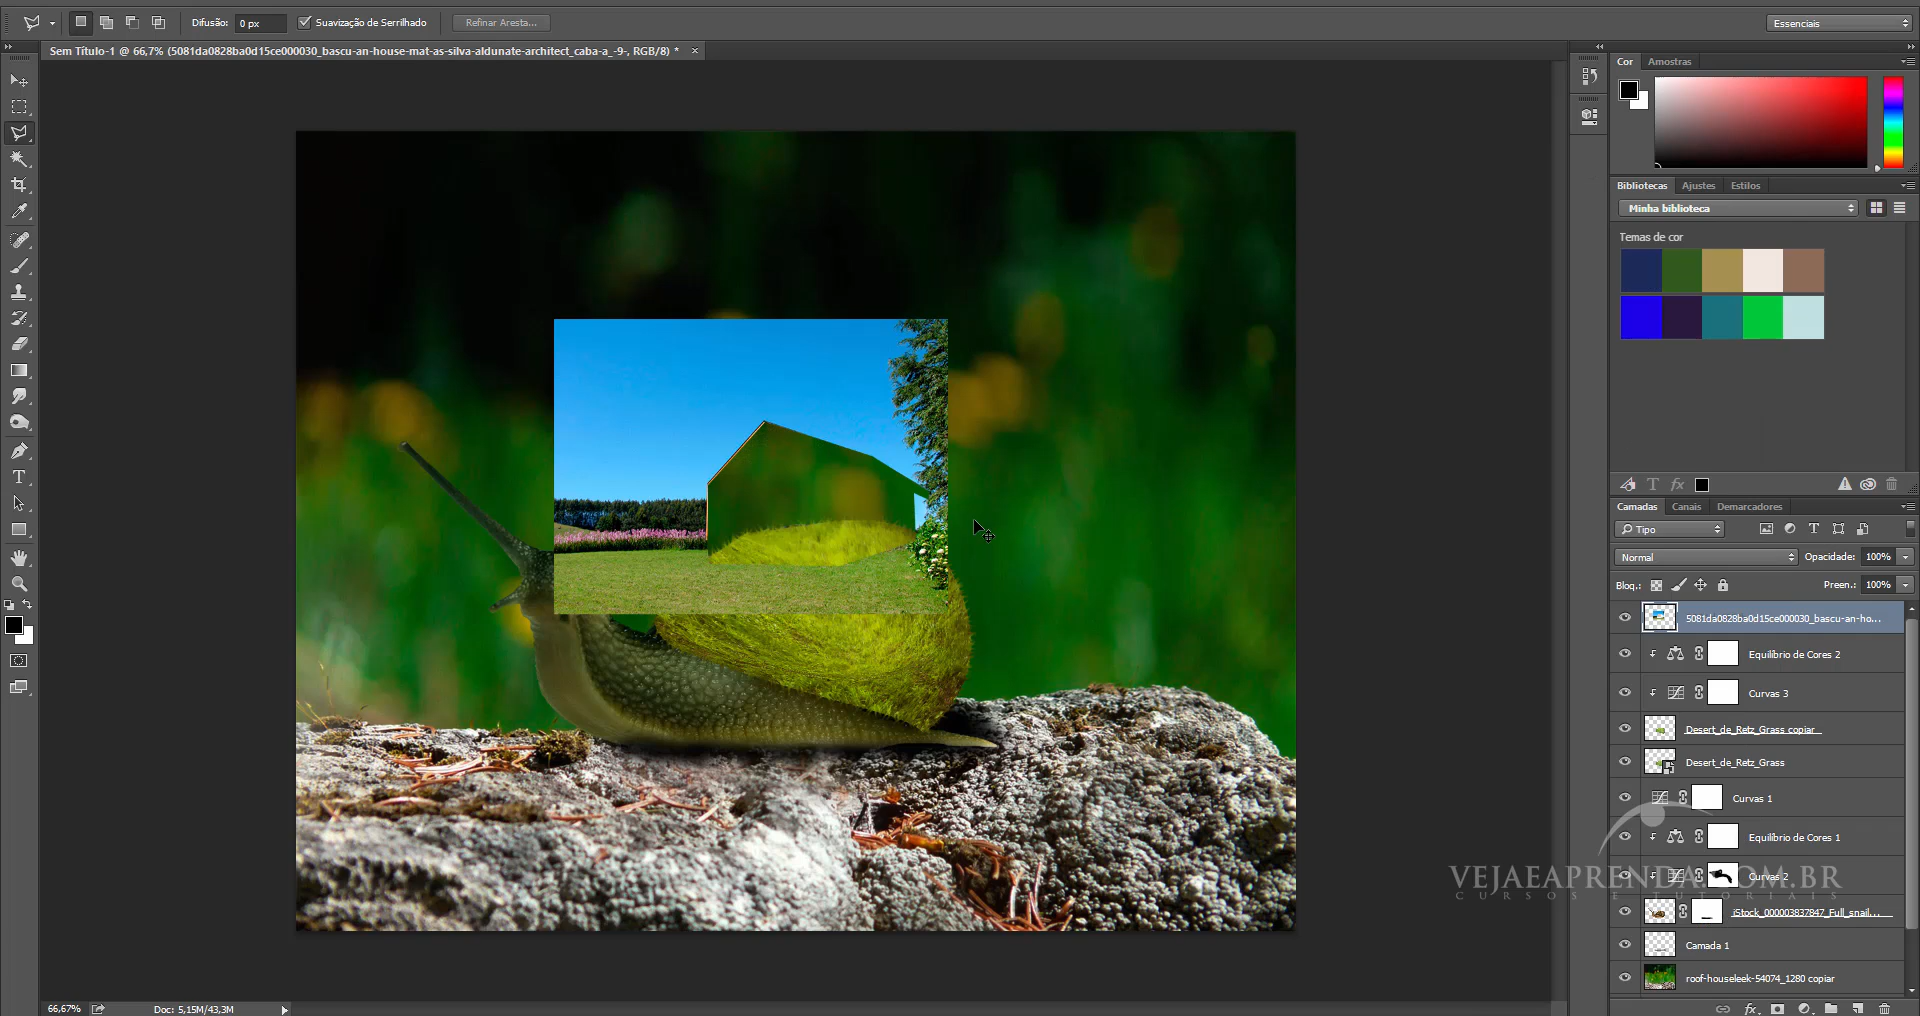 Difusão: 0 px Suavização de Serrilhado Refinar Aresta... Essenciais
Sem Título-1 @ 66,7% (5081da0828ba0d15ce000030_bascu-an-house-mat-as-silva-aldunate-architect_caba-a_-9-, RGB/8) *
Cor Amostras
Bibliotecas Ajustes Estilos
Minha biblioteca
Temas de cor
Camadas Canais Demarcadores
Tipo
Normal Opacidade: 100%
Bloq.: Preen.: 100%
5081da0828ba0d15ce000030_bascu-an-ho...
Equilíbrio de Cores 2
Curvas 3
Desert_de_Retz_Grass copiar
Desert_de_Retz_Grass
Curvas 1
Equilíbrio de Cores 1
Curvas 2
VEJAEAPRENDA.COM.BR
CURSOS E TUTORIAIS
iStock_000003837847_Full_snail...
Camada 1
roof-houseleek-54074_1280 copiar
66,67% Doc: 5,15M/43,3M